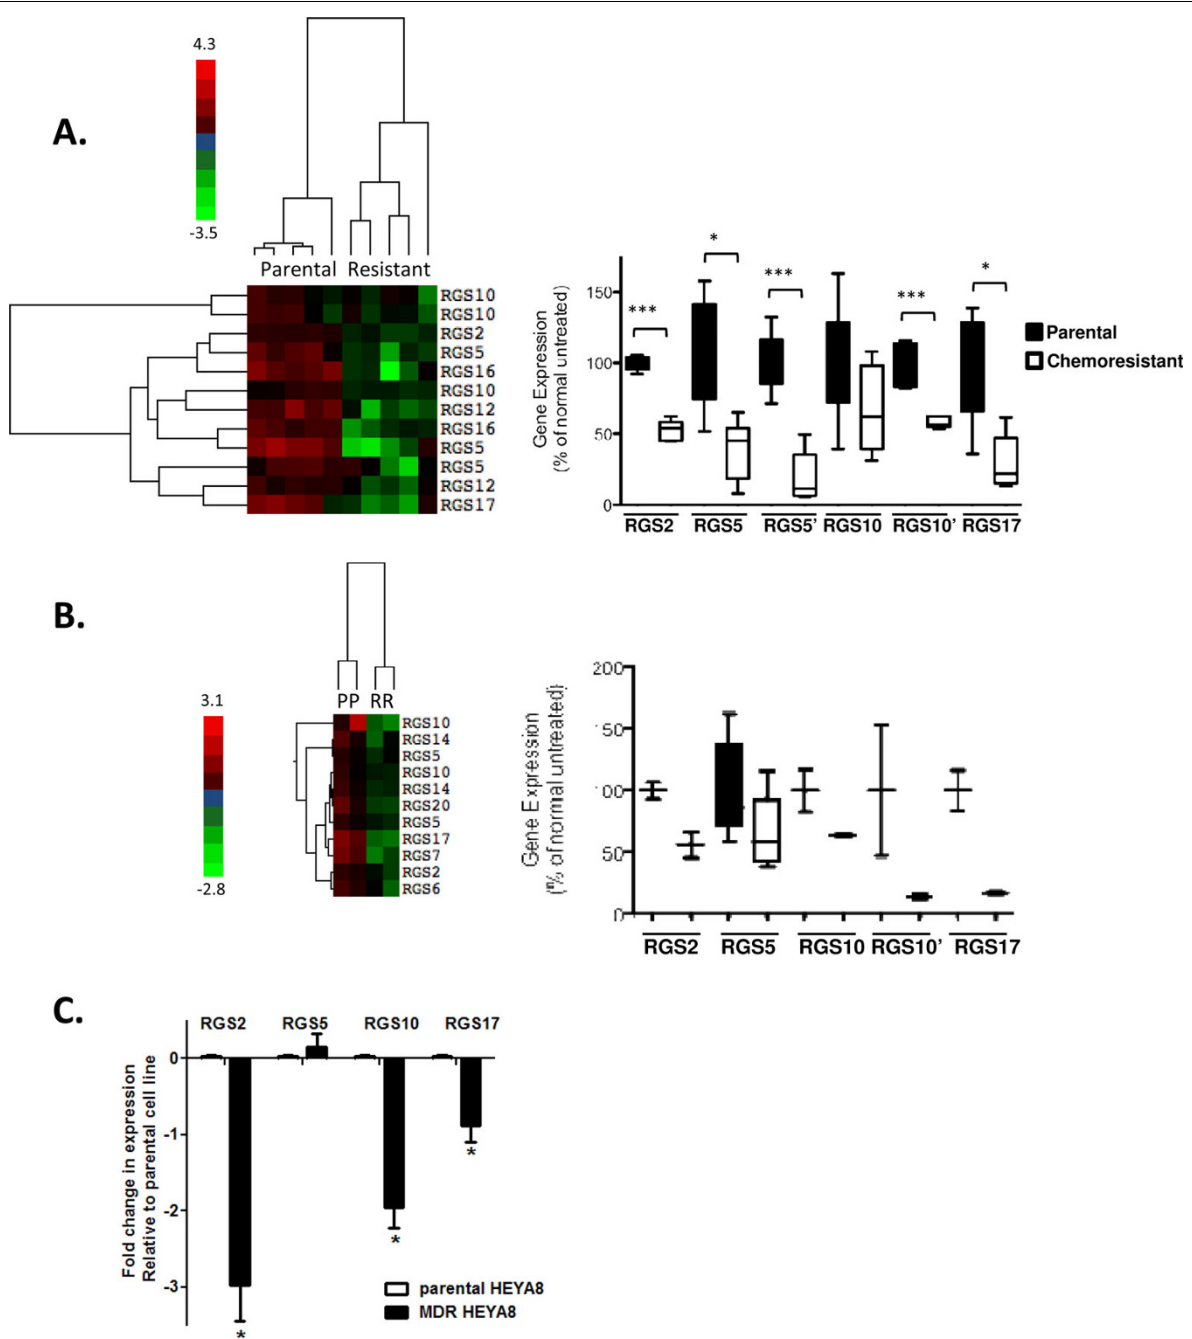 A.
4.3
-3.5
Parental Resistant
RGS10
RGS10
RGS2
RGS5
RGS16
RGS10
RGS12
RGS16
RGS5
RGS5
RGS12
RGS17
Gene Expression
(% of normal untreated)
150
100
50
0
***
*
***
***
*
RGS2 RGS5 RGS5' RGS10 RGS10' RGS17
Parental
Chemoresistant
B.
3.1
-2.8
PP RR
RGS10
RGS14
RGS5
RGS10
RGS14
RGS20
RGS5
RGS17
RGS7
RGS2
RGS6
Gene Expression
(% of normal untreated)
200
150
100
50
0
RGS2 RGS5 RGS10 RGS10' RGS17
C.
RGS2 RGS5 RGS10 RGS17
Fold change in expression
Relative to parental cell line
0
-1
-2
-3
*
*
*
parental HEYA8
MDR HEYA8